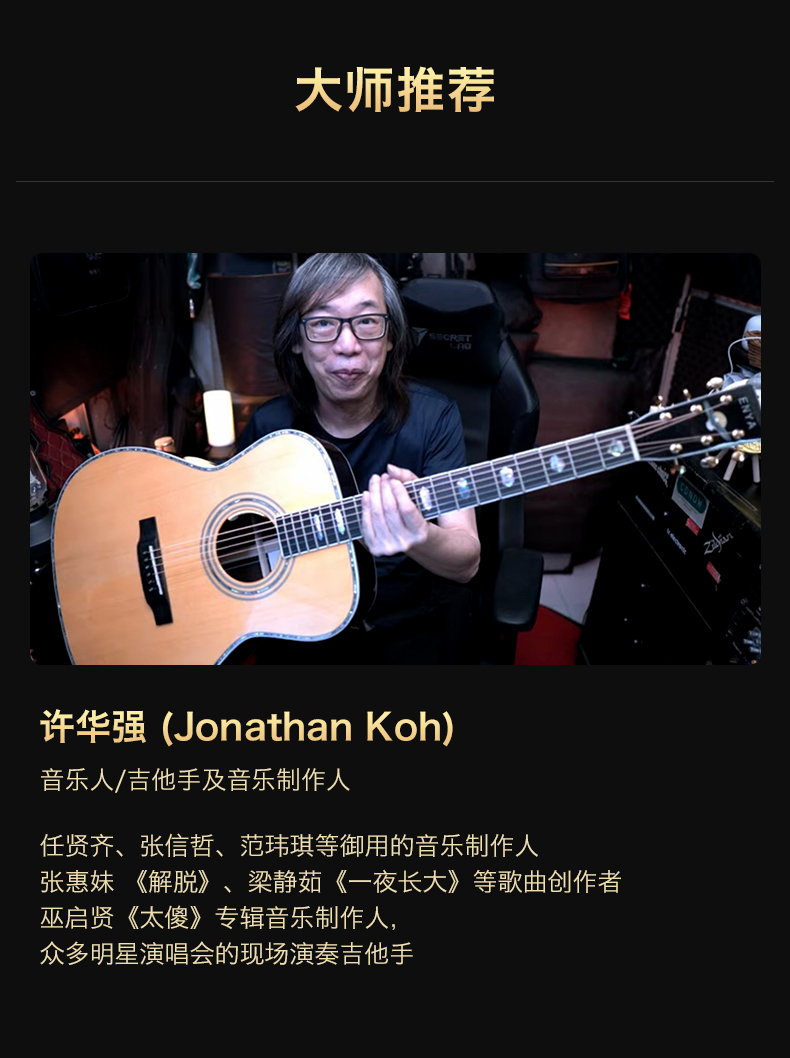 大师推荐
SECRET
LAB
ENYA
Zildjian
许华强 (Jonathan Koh)
音乐人/吉他手及音乐制作人
任贤齐、张信哲、范玮琪等御用的音乐制作人
张惠妹 《解脱》、梁静茹《一夜长大》等歌曲创作者
巫启贤《太傻》专辑音乐制作人,
众多明星演唱会的现场演奏吉他手